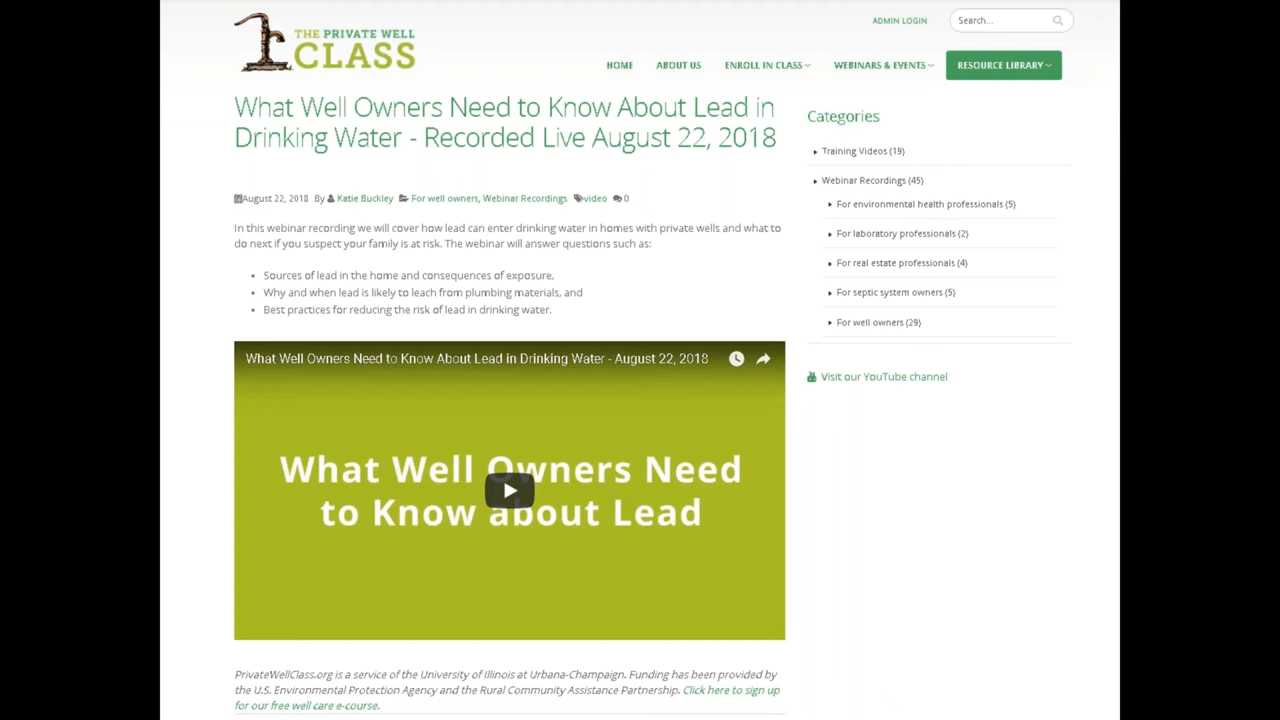 THE PRIVATE WELL
CLASS
ADMIN LOGIN
Search...
HOME
ABOUT US
ENROLL IN CLASS
WEBINARS & EVENTS
RESOURCE LIBRARY
What Well Owners Need to Know About Lead in
Drinking Water - Recorded Live August 22, 2018
August 22, 2018 By Katie Buckley For well owners, Webinar Recordings video 0
In this webinar recording we will cover how lead can enter drinking water in homes with private wells and what to
do next if you suspect your family is at risk. The webinar will answer questions such as:
• Sources of lead in the home and consequences of exposure,
• Why and when lead is likely to leach from plumbing materials, and
• Best practices for reducing the risk of lead in drinking water.
What Well Owners Need to Know About Lead in Drinking Water - August 22, 2018
What Well Owners Need
to Know about Lead
PrivateWellClass.org is a service of the University of Illinois at Urbana-Champaign. Funding has been provided by
the U.S. Environmental Protection Agency and the Rural Community Assistance Partnership. Click here to sign up
for our free well care e-course.
Categories
Training Videos (19)
Webinar Recordings (45)
For environmental health professionals (5)
For laboratory professionals (2)
For real estate professionals (4)
For septic system owners (5)
For well owners (29)
Visit our YouTube channel